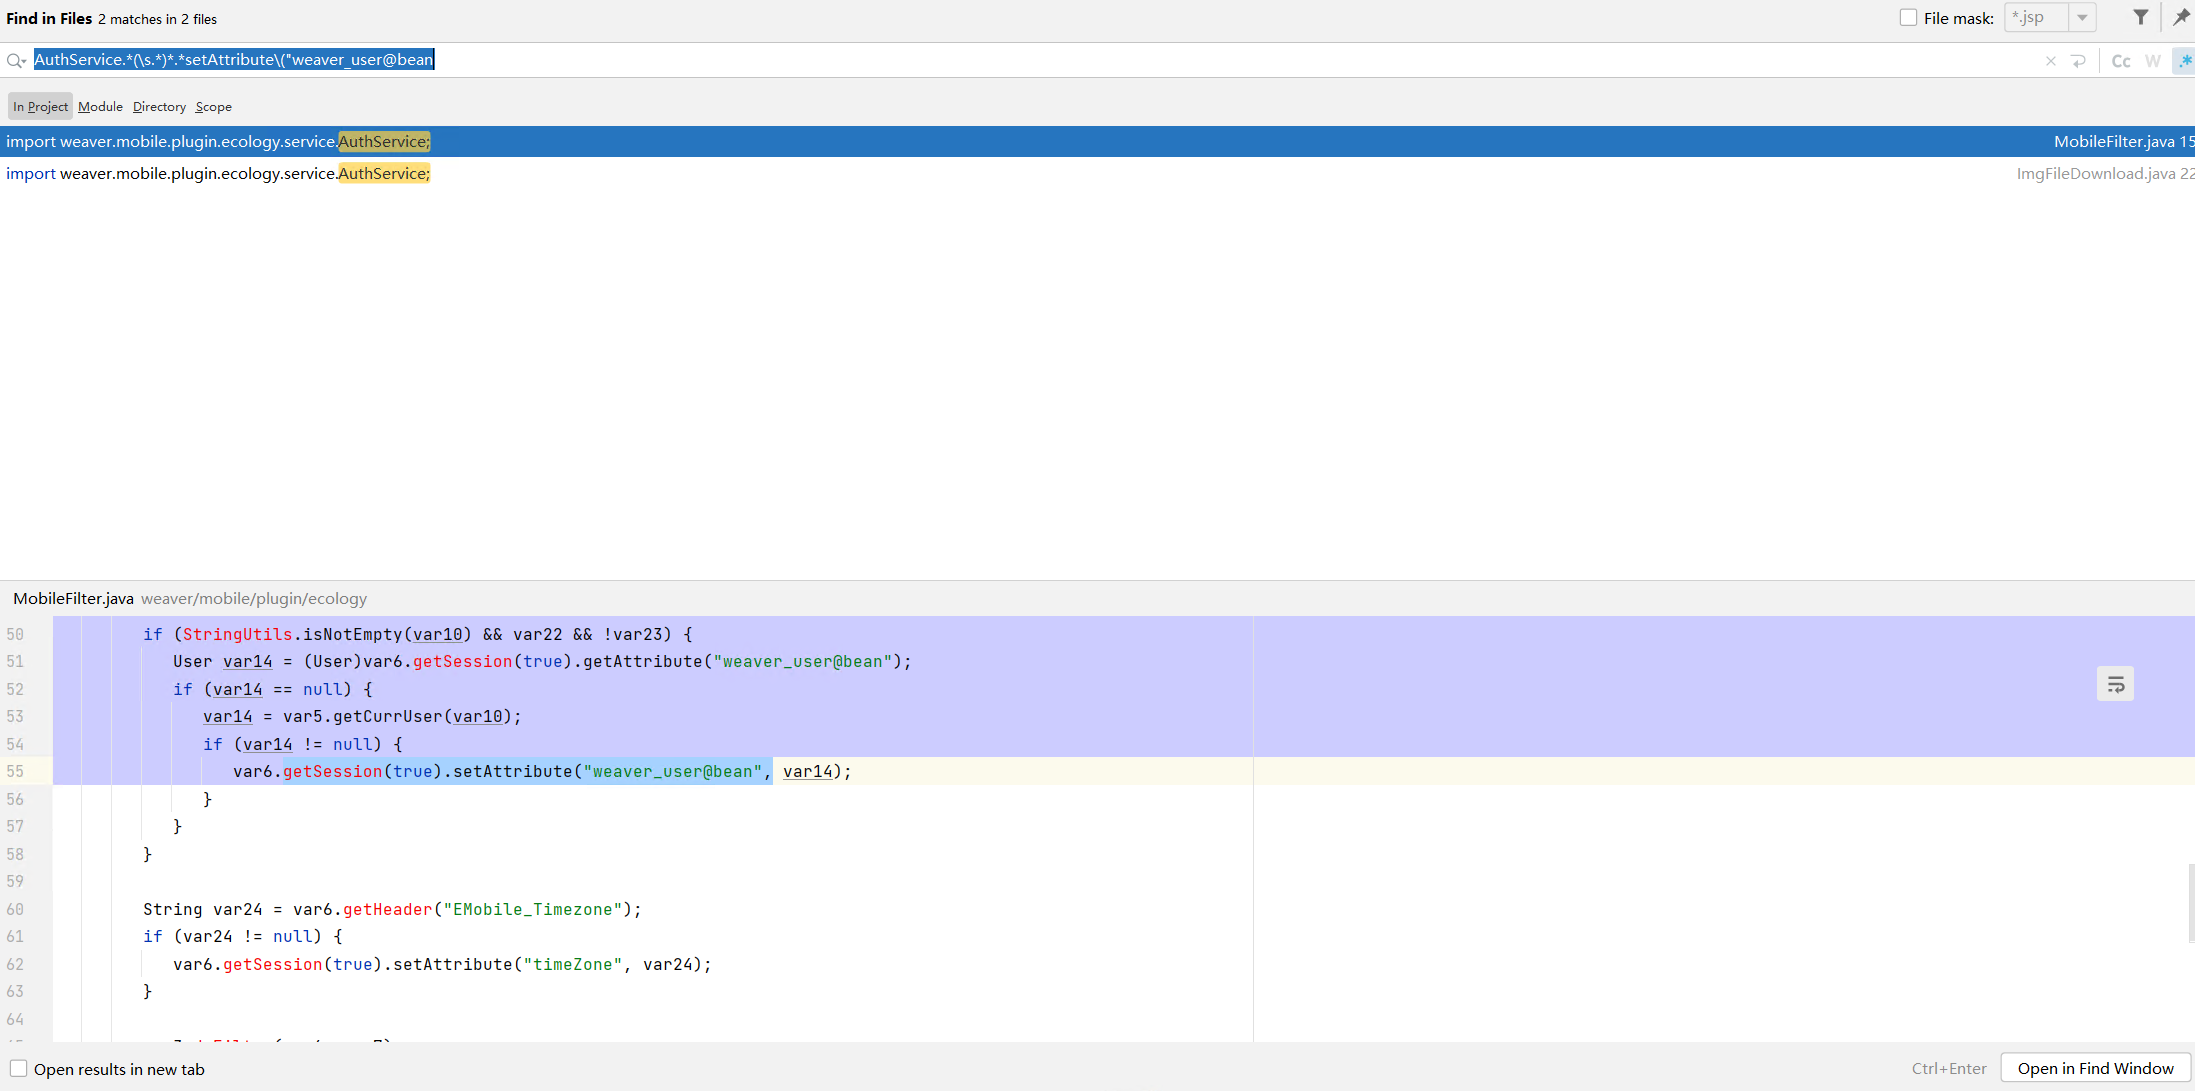 Find in Files 2 matches in 2 files
File mask: *.jsp
AuthService.*(\s.*)*.*setAttribute\("weaver_user@bean
Cc W .*
In Project Module Directory Scope
import weaver.mobile.plugin.ecology.service.AuthService; MobileFilter.java 15
import weaver.mobile.plugin.ecology.service.AuthService; ImgFileDownload.java 22
MobileFilter.java weaver/mobile/plugin/ecology
50 if (StringUtils.isNotEmpty(var10) && var22 && !var23) {
51 User var14 = (User)var6.getSession(true).getAttribute("weaver_user@bean");
52 if (var14 == null) {
53 var14 = var5.getCurrUser(var10);
54 if (var14 != null) {
55 var6.getSession(true).setAttribute("weaver_user@bean", var14);
56 }
57 }
58 }
59
60 String var24 = var6.getHeader("EMobile_Timezone");
61 if (var24 != null) {
62 var6.getSession(true).setAttribute("timeZone", var24);
63 }
64
Open results in new tab
Ctrl+Enter Open in Find Window